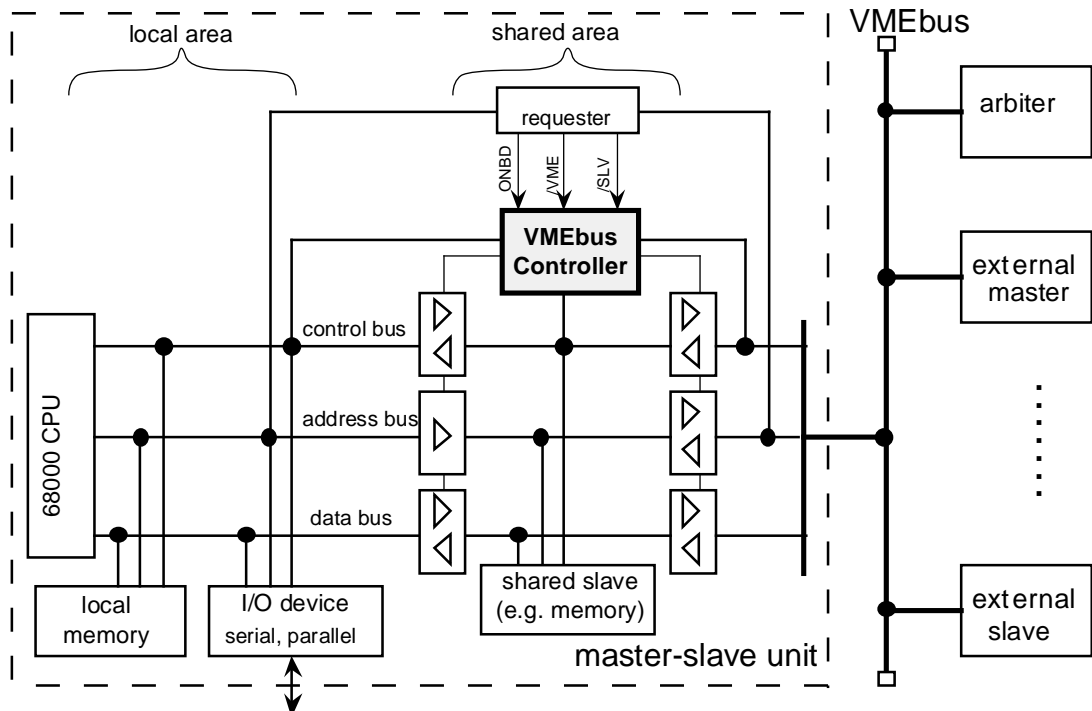 local area
shared area
VMEbus
requester
arbiter
ONBD
/VME
/SLV
VMEbus
Controller
external
master
control bus
68000 CPU
address bus
data bus
local
memory
I/O device
serial, parallel
shared slave
(e.g. memory)
external
slave
master-slave unit